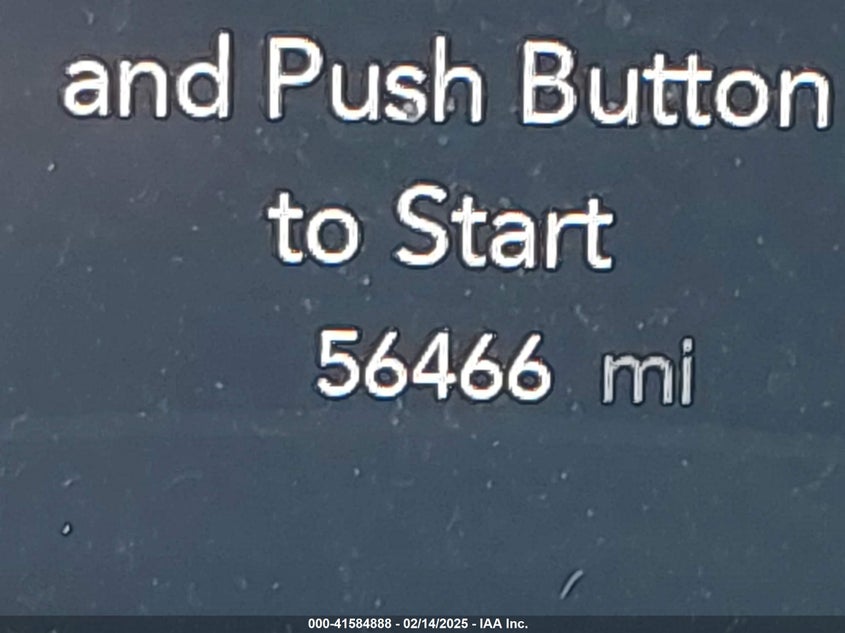 and Push Button
to Start
56466 mi
000-41584888 - 02/14/2025 - IAA Inc.